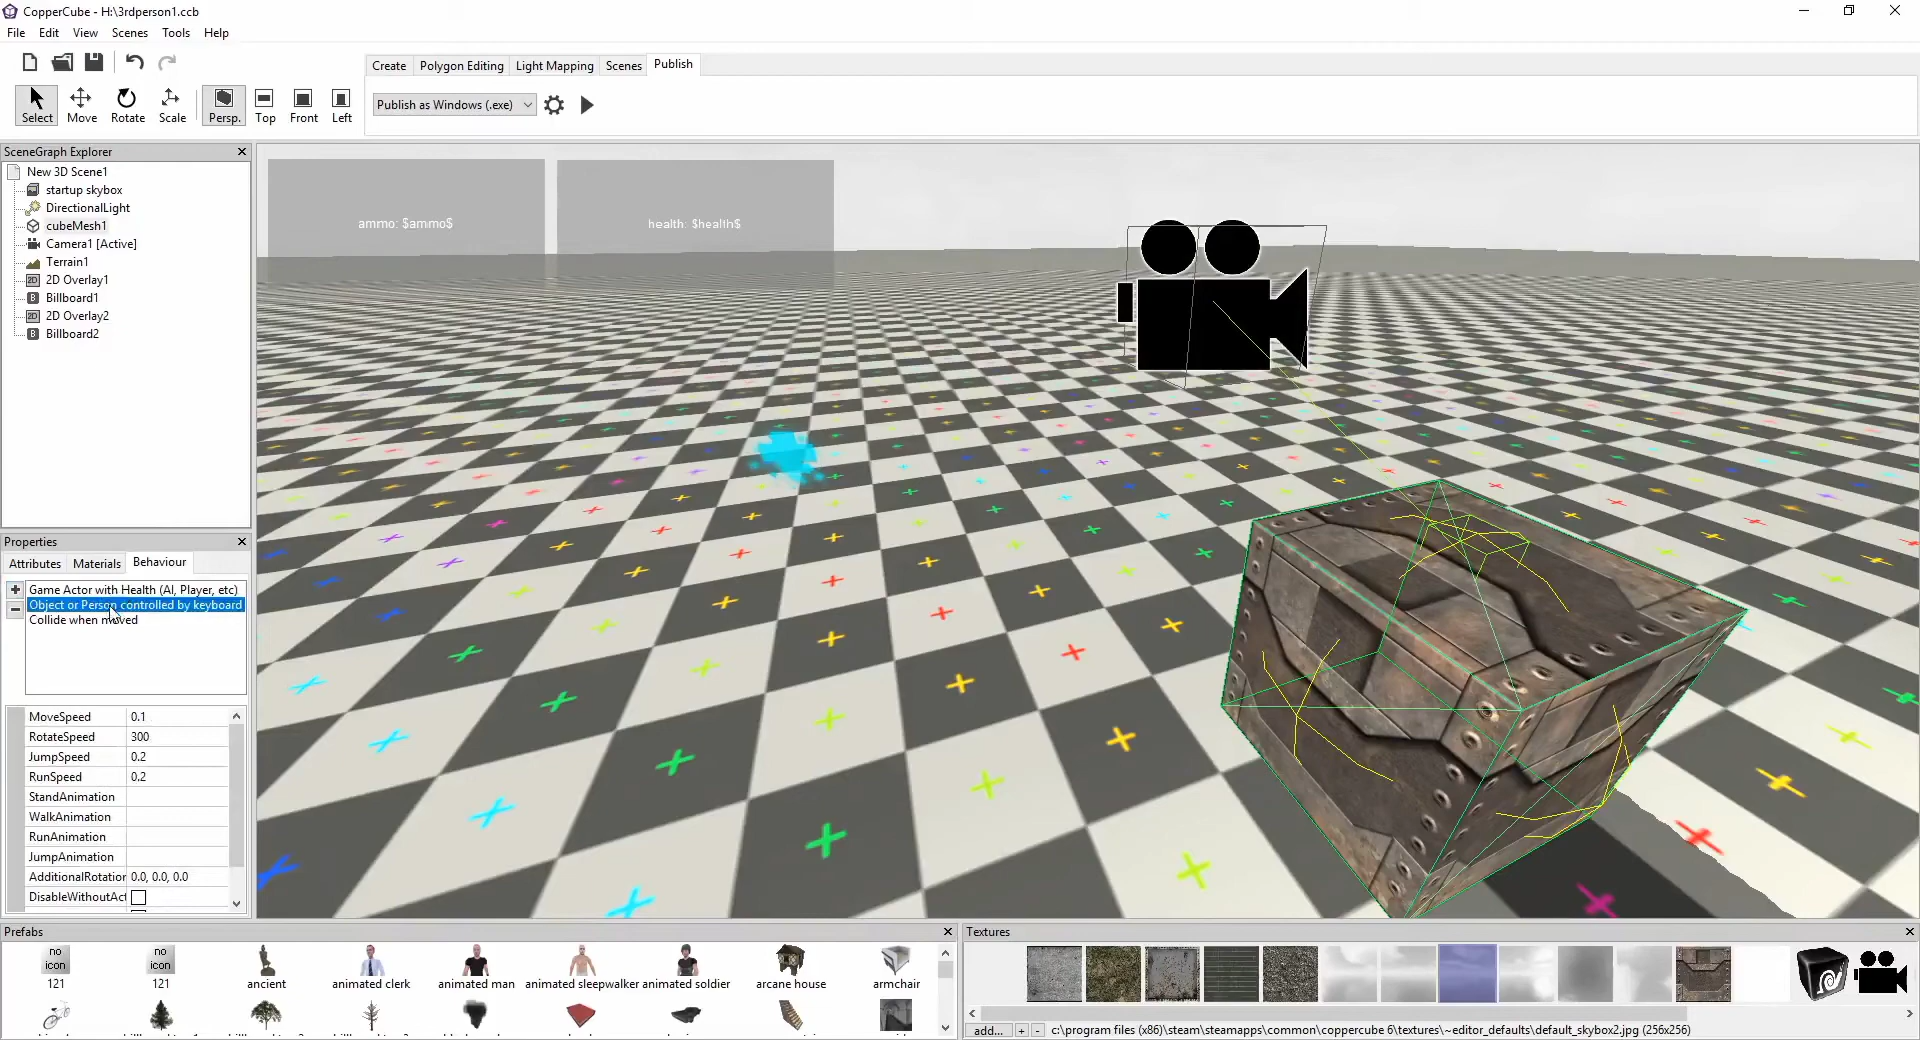 CopperCube - H:\3rdperson1.ccb
File Edit View Scenes Tools Help
Create Polygon Editing Light Mapping Scenes Publish
Publish as Windows (.exe)
Select Move Rotate Scale Persp. Top Front Left
SceneGraph Explorer
New 3D Scene1
startup skybox
DirectionalLight
cubeMesh1
Camera1 [Active]
Terrain1
2D Overlay1
Billboard1
2D Overlay2
Billboard2
ammo: $ammo$
health: $health$
Properties
Attributes Materials Behaviour
Game Actor with Health (AI, Player, etc)
Object or Person controlled by keyboard
Collide when moved
MoveSpeed 0.1
RotateSpeed 300
JumpSpeed 0.2
RunSpeed 0.2
StandAnimation
WalkAnimation
RunAnimation
JumpAnimation
AdditionalRotation 0.0, 0.0, 0.0
DisableWithoutAct
Prefabs
no icon no icon
121 121 ancient animated clerk animated man animated sleepwalker animated soldier arcane house armchair
Textures
add... + - c:\program files (x86)\steam\steamapps\common\coppercube 6\textures\~editor_defaults\default_skybox2.jpg (256x256)